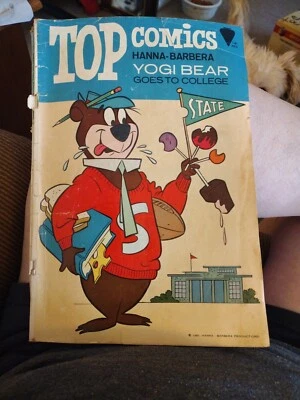 TOP COMICS
HANNA-BARBERA
YOGI BEAR
GOES TO COLLEGE
STATE
S